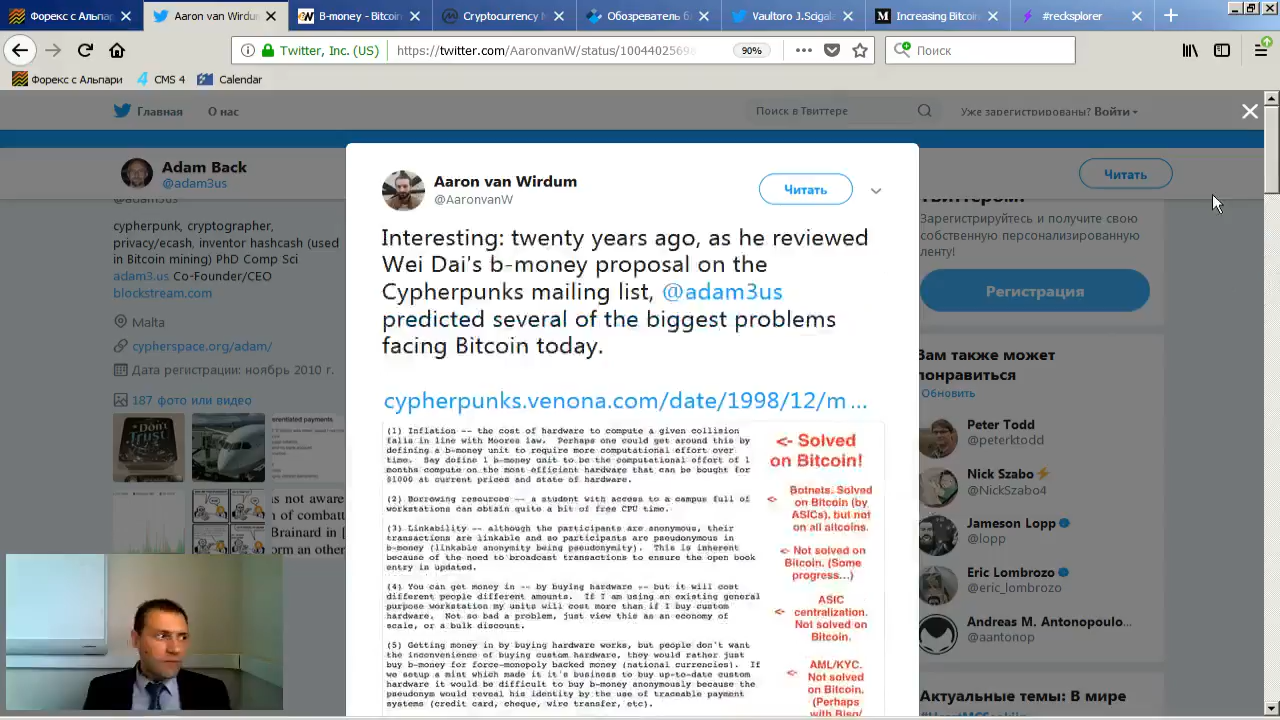 Форекс с Альпари
Aaron van Wirdum
B-money - Bitcoin
Cryptocurrency M
Обозреватель б
Vaultoro J.Scigala
Increasing Bitcoin
#recksplorer
Twitter, Inc. (US)
https://twitter.com/AaronvanW/status/1004402569
90%
Поиск
Форекс с Альпари
CMS 4
Calendar
Главная
О нас
Поиск в Твиттере
Уже зарегистрированы? Войти
Adam Back
@adam3us
Читать
@adam3us
cypherpunk, cryptographer,
privacy/ecash, inventor hashcash (used
in Bitcoin mining) PhD Comp Sci
adam3.us Co-Founder/CEO
blockstream.com
Malta
cypherspace.org/adam/
Дата регистрации: ноябрь 2010 г.
187 фото или видео
Aaron van Wirdum
@AaronvanW
Читать
Interesting: twenty years ago, as he reviewed
Wei Dai's b-money proposal on the
Cypherpunks mailing list, @adam3us
predicted several of the biggest problems
facing Bitcoin today.
cypherpunks.venona.com/date/1998/12/m…
(1) Inflation -- the cost of hardware to compute a given collision
falls in line with Moores law. Perhaps one could get around this by
defining a b-money unit to require more computational effort over
time. Say define 1 b-money unit to be the computational effort of 1
months compute on the most efficient hardware that can be bought for
$1000 at current prices and state of hardware.
<- Solved
on Bitcoin!
(2) Borrowing resources -- a student with access to a campus full of
workstations can obtain quite a bit of free CPU time.
<- Botnets. Solved
on Bitcoin (by
ASICs), but not
on all altcoins.
(3) Linkability -- although the participants are anonymous, their
transactions are linkable and so participants are pseudonymous in
b-money (linkable anonymity being pseudonymity). This is inherent
because of the need to broadcast transactions to ensure the open book
entry is updated.
<- Not solved on
Bitcoin. (Some
progress...)
(4) You can get money in -- by buying hardware -- but it will cost
different people different amounts. If I am using an existing general
purpose workstation my units will cost more than if I buy custom
hardware. Not so bad a problem, just view this as an economy of
scale, or a bulk discount.
ASIC
<- centralization.
Not solved on
Bitcoin.
(5) Getting money in by buying hardware works, but people don't want
the inconvenience of buying custom hardware, they would rather just
buy b-money for force-monopoly backed money (national currencies). If
we setup a mint which made it it's business to buy up-to-date custom
hardware it would be difficult to buy b-money anonymously because the
pseudonym would reveal his identity by the use of traceable payment
systems (credit card, cheque, wire transfer, etc).
<- AML/KYC.
Not solved on
Bitcoin.
(Perhaps
with Bisq/
Твиттером!
Зарегистрируйтесь и получите свою
собственную персонализированную
ленту!
Регистрация
Вам также может
понравиться
Обновить
Peter Todd
@peterktodd
Nick Szabo
@NickSzabo4
Jameson Lopp
@lopp
Eric Lombrozo
@eric_lombrozo
Andreas M. Antonopoulo...
@aantonop
Актуальные темы: В мире